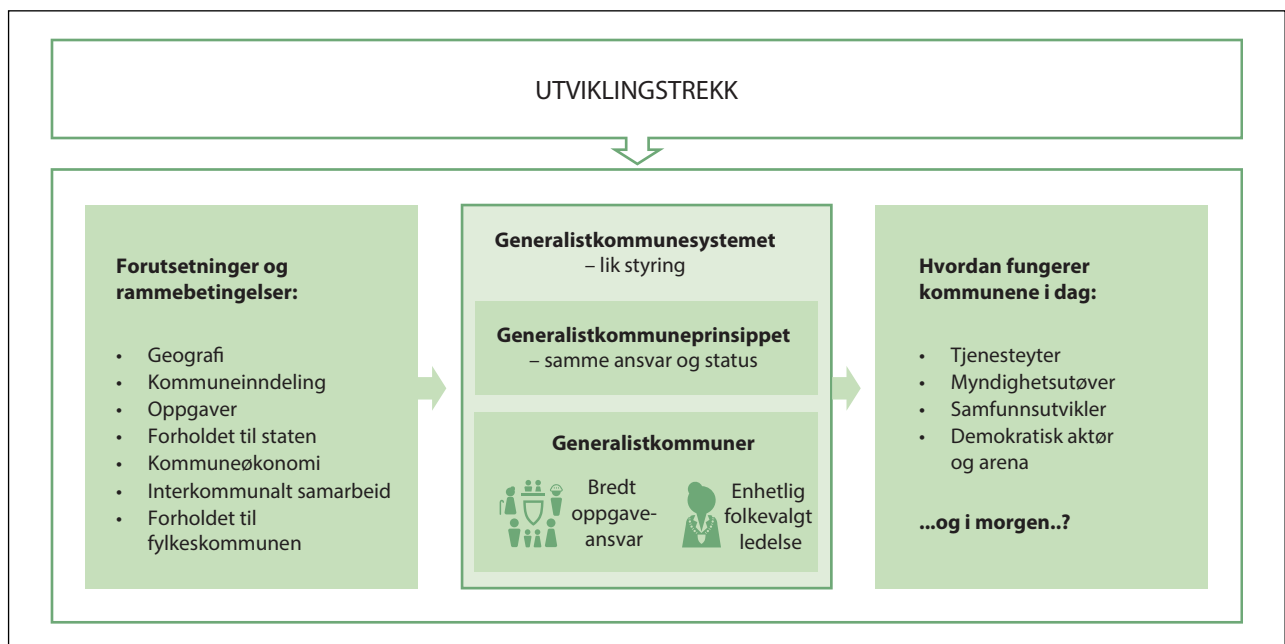 UTVIKLINGSTREKK
Forutsetninger og
rammebetingelser:
• Geografi
• Kommuneinndeling
• Oppgaver
• Forholdet til staten
• Kommuneøkonomi
• Interkommunalt samarbeid
• Forholdet til
fylkeskommunen
Generalistkommunesystemet
– lik styring
Generalistkommuneprinsippet
– samme ansvar og status
Generalistkommuner
Bredt
oppgave-
ansvar
Enhetlig
folkevalgt
ledelse
Hvordan fungerer
kommunene i dag:
• Tjenesteyter
• Myndighetsutøver
• Samfunnsutvikler
• Demokratisk aktør
og arena
...og i morgen..?